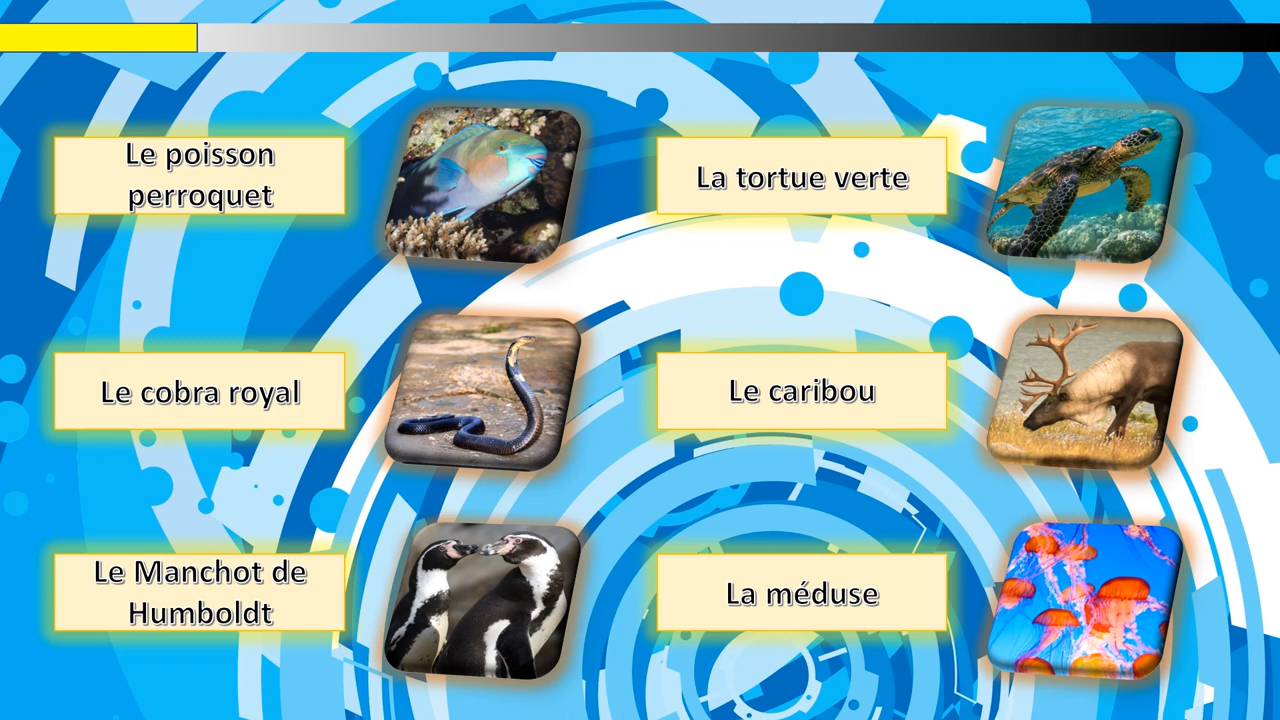 Le poisson
perroquet
La tortue verte
Le cobra royal
Le caribou
Le Manchot de
Humboldt
La méduse